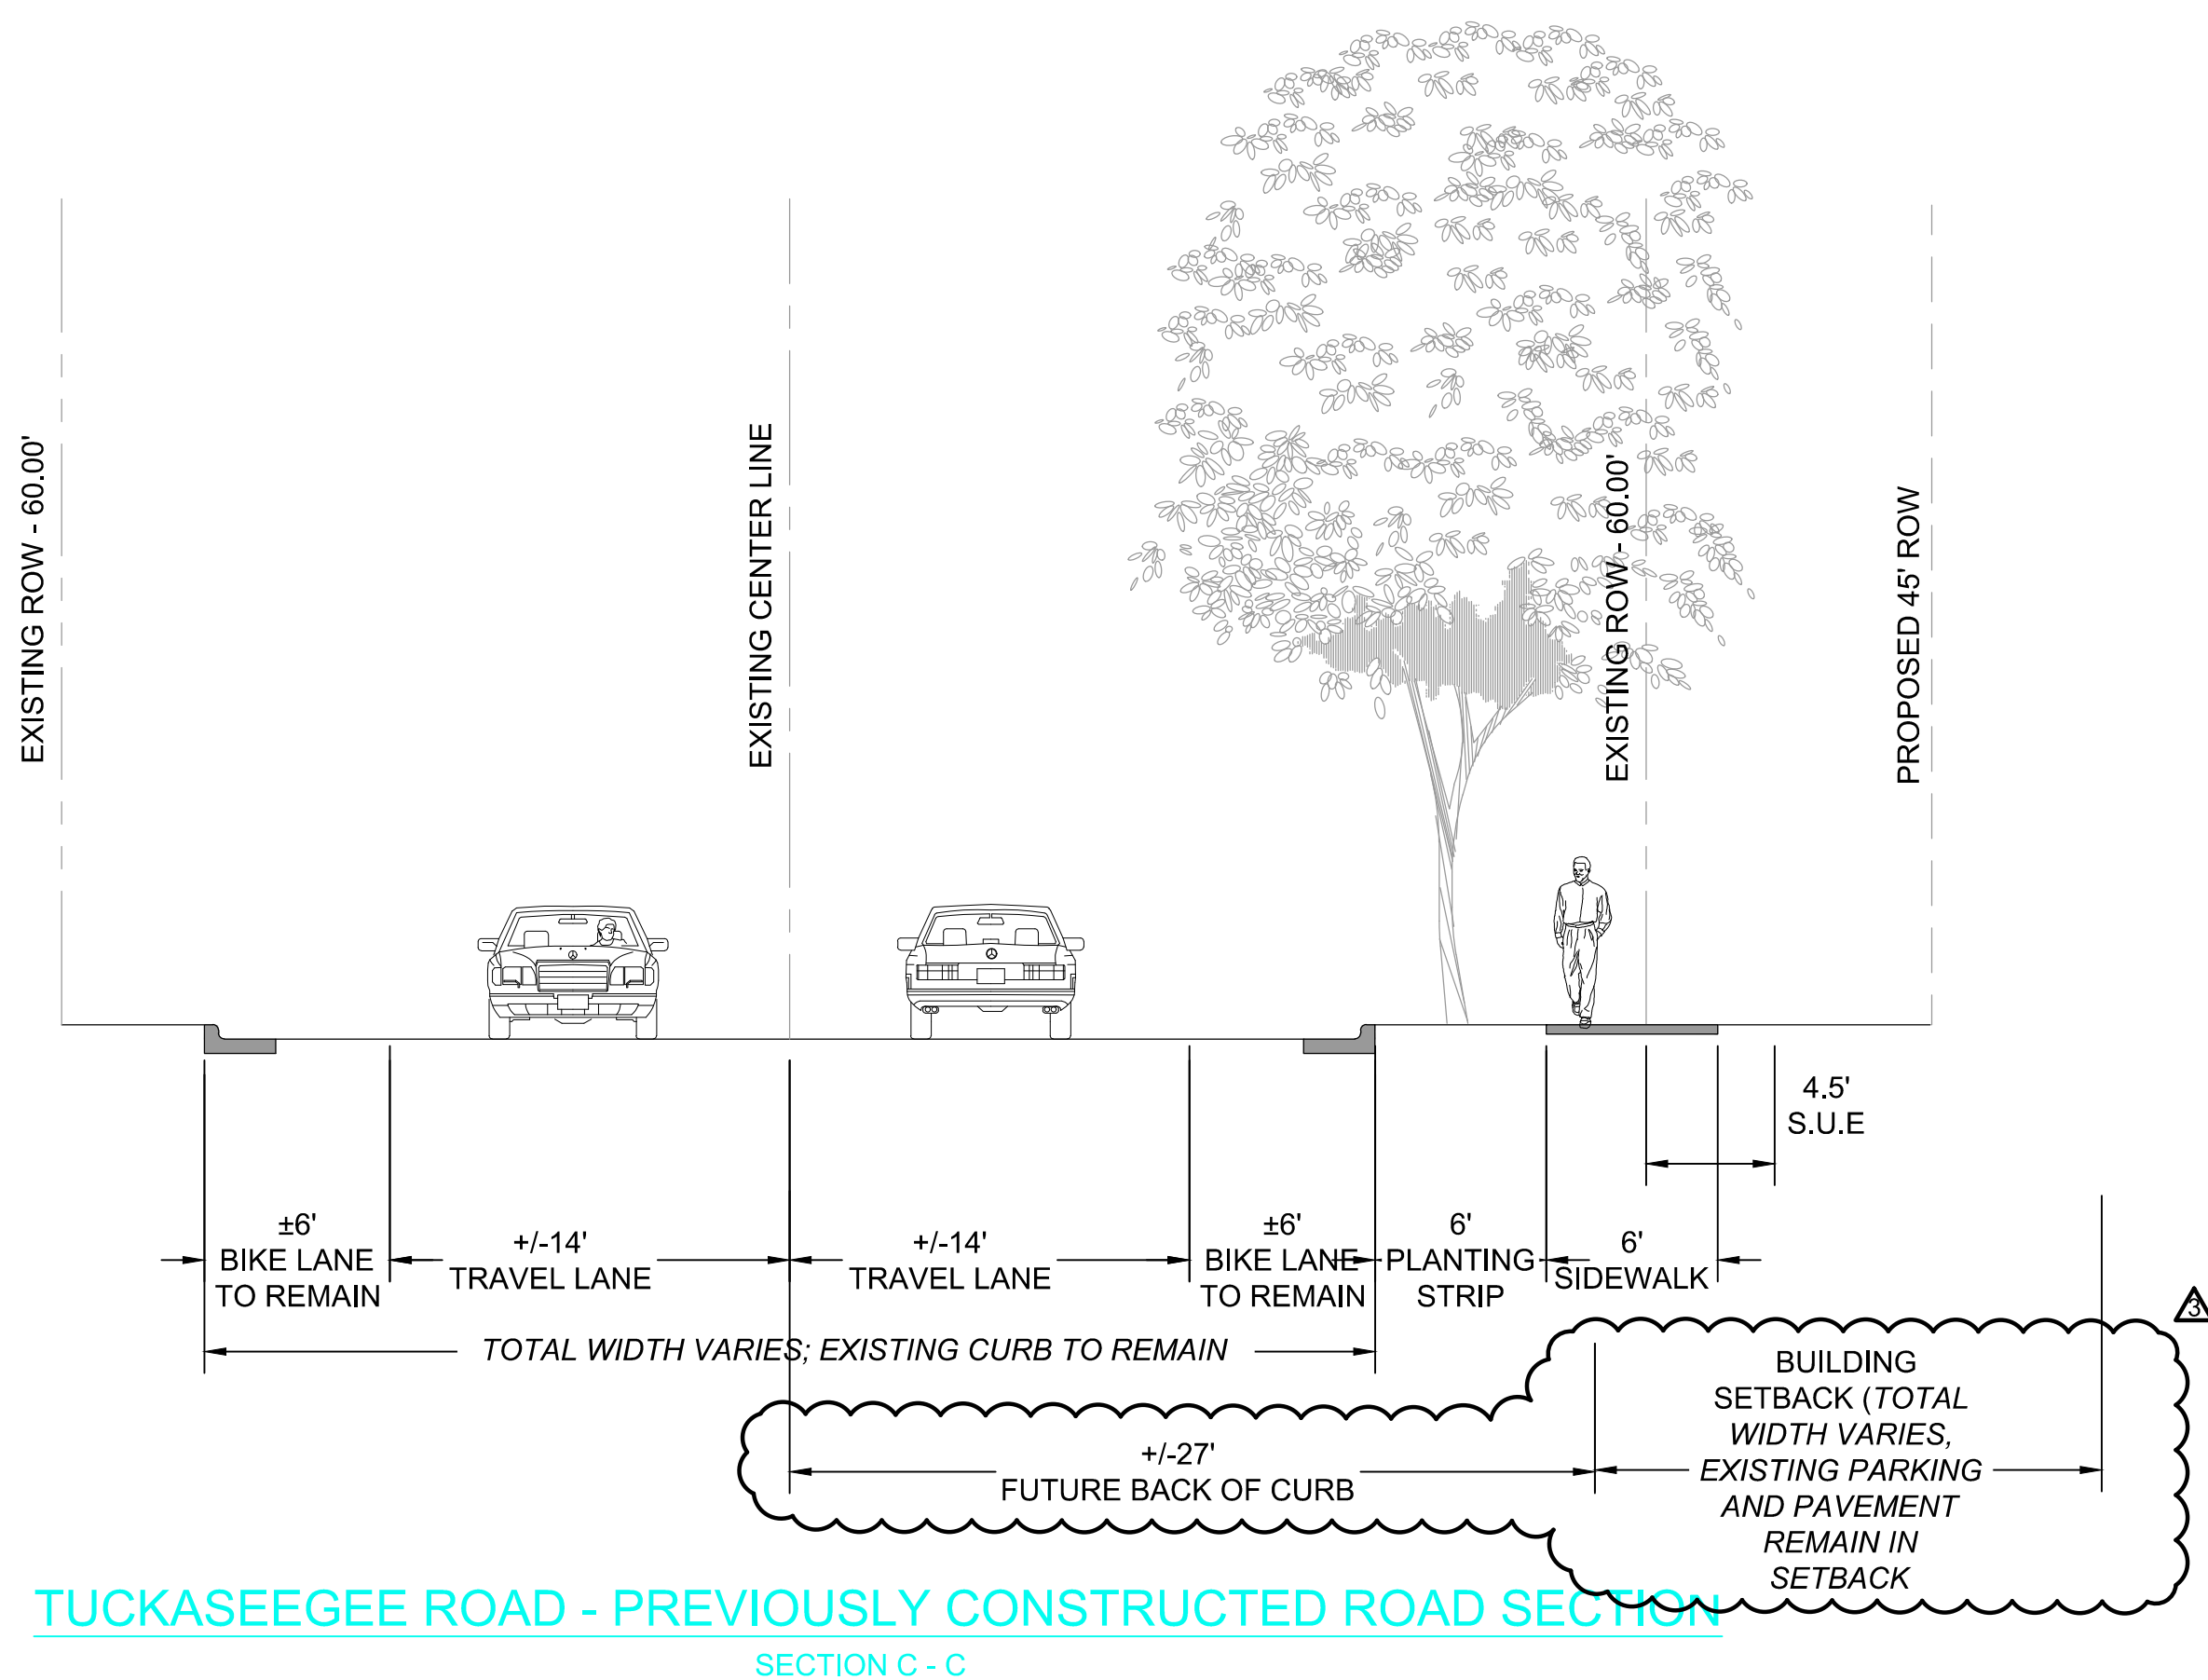 EXISTING ROW - 60.00'
EXISTING CENTER LINE
EXISTING ROW - 60.00'
PROPOSED 45' ROW
4.5'
S.U.E
±6'
BIKE LANE
TO REMAIN
+/-14'
TRAVEL LANE
+/-14'
TRAVEL LANE
±6'
BIKE LANE
TO REMAIN
6'
PLANTING
STRIP
6'
SIDEWALK
3
TOTAL WIDTH VARIES; EXISTING CURB TO REMAIN
+/-27'
FUTURE BACK OF CURB
BUILDING
SETBACK (TOTAL
WIDTH VARIES,
EXISTING PARKING
AND PAVEMENT
REMAIN IN
SETBACK
TUCKASEEGEE ROAD - PREVIOUSLY CONSTRUCTED ROAD SECTION
SECTION C - C